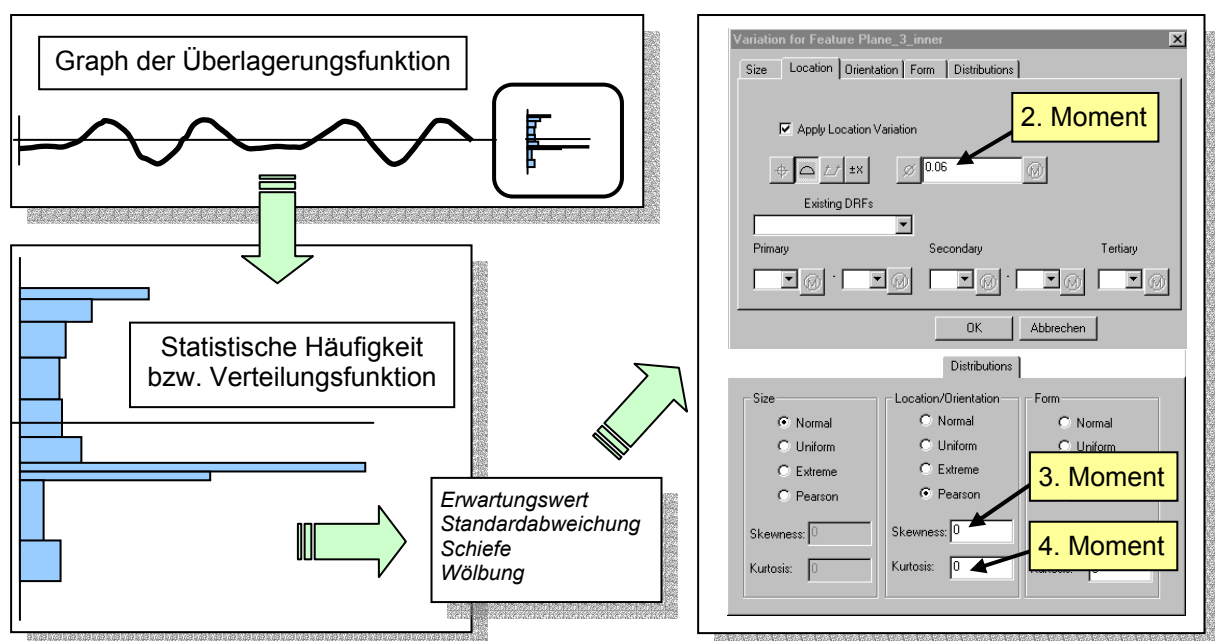 Graph der Überlagerungsfunktion
Statistische Häufigkeit
bzw. Verteilungsfunktion
Erwartungswert
Standardabweichung
Schiefe
Wölbung
Variation for Feature Plane_3_inner
Size Location Orientation Form Distributions
2. Moment
Apply Location Variation
±x 0.06
Existing DRFs
Primary Secondary Tertiary
OK Abbrechen
Distributions
Size Location/Orientation Form
Normal Normal Normal
Uniform Uniform Uniform
Extreme Extreme
3. Moment
Pearson Pearson
Skewness: 0 Skewness: 0
4. Moment
Kurtosis: 0 Kurtosis: 0